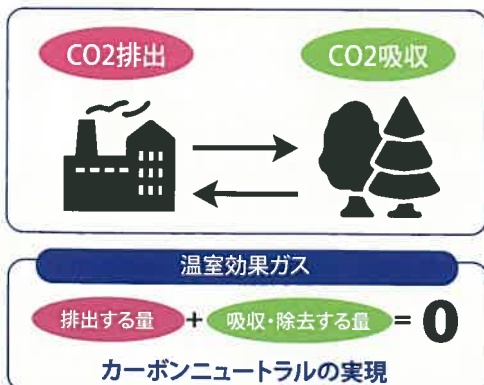 CO2排出
CO2吸収
温室効果ガス
排出する量 + 吸収・除去する量 = 0
カーボンニュートラルの実現